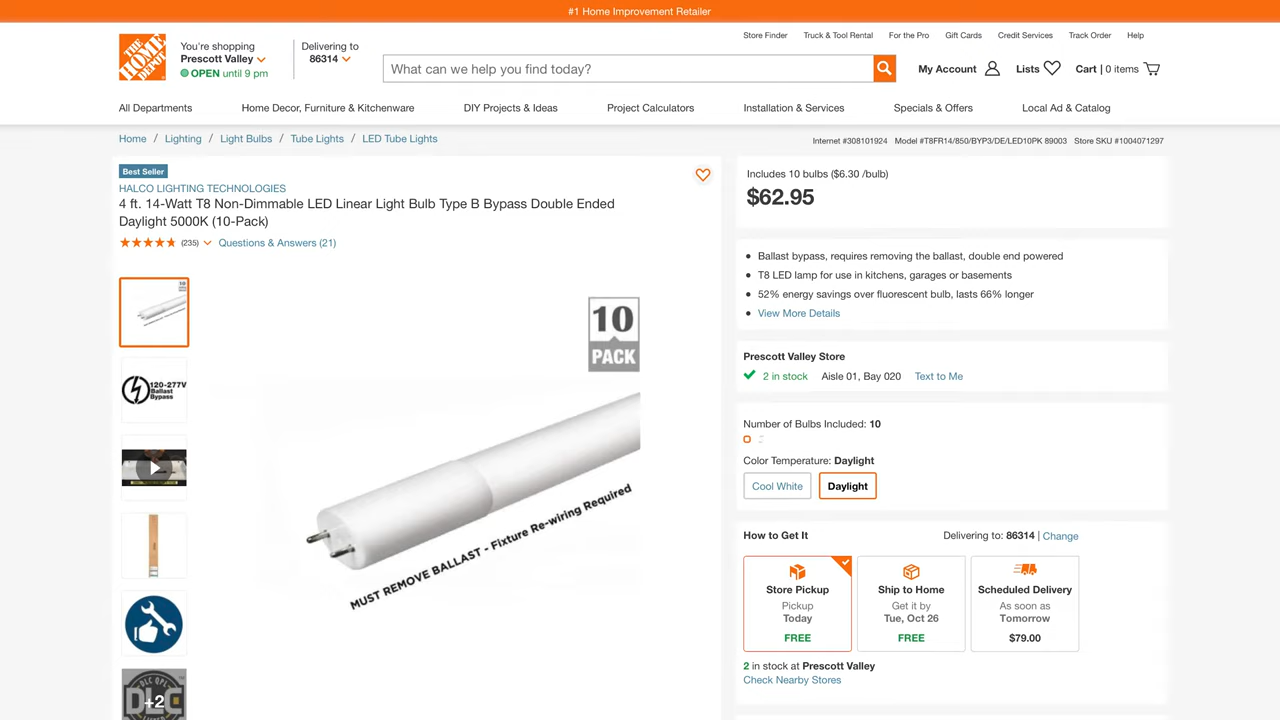 #1 Home Improvement Retailer
Store Finder Truck & Tool Rental For the Pro Gift Cards Credit Services Track Order Help
THE HOME DEPOT
You're shopping
Prescott Valley
OPEN until 9 pm
Delivering to
86314
What can we help you find today?
My Account Lists Cart | 0 items
All Departments Home Decor, Furniture & Kitchenware DIY Projects & Ideas Project Calculators Installation & Services Specials & Offers Local Ad & Catalog
Home / Lighting / Light Bulbs / Tube Lights / LED Tube Lights
Internet #308101924 Model #T8FR14/850/BYP3/DE/LED10PK 89003 Store SKU #1004071297
Best Seller
HALCO LIGHTING TECHNOLOGIES
4 ft. 14-Watt T8 Non-Dimmable LED Linear Light Bulb Type B Bypass Double Ended
Daylight 5000K (10-Pack)
(235) Questions & Answers (21)
120-277V
Ballast
Bypass
DLC
+2
10
PACK
MUST REMOVE BALLAST - Fixture Re-wiring Required
Includes 10 bulbs ($6.30 /bulb)
$62.95
Ballast bypass, requires removing the ballast, double end powered
T8 LED lamp for use in kitchens, garages or basements
52% energy savings over fluorescent bulb, lasts 66% longer
View More Details
Prescott Valley Store
2 in stock Aisle 01, Bay 020 Text to Me
Number of Bulbs Included: 10
Color Temperature: Daylight
Cool White Daylight
How to Get It Delivering to: 86314 | Change
Store Pickup
Pickup
Today
FREE
Ship to Home
Get it by
Tue, Oct 26
FREE
Scheduled Delivery
As soon as
Tomorrow
$79.00
2 in stock at Prescott Valley
Check Nearby Stores